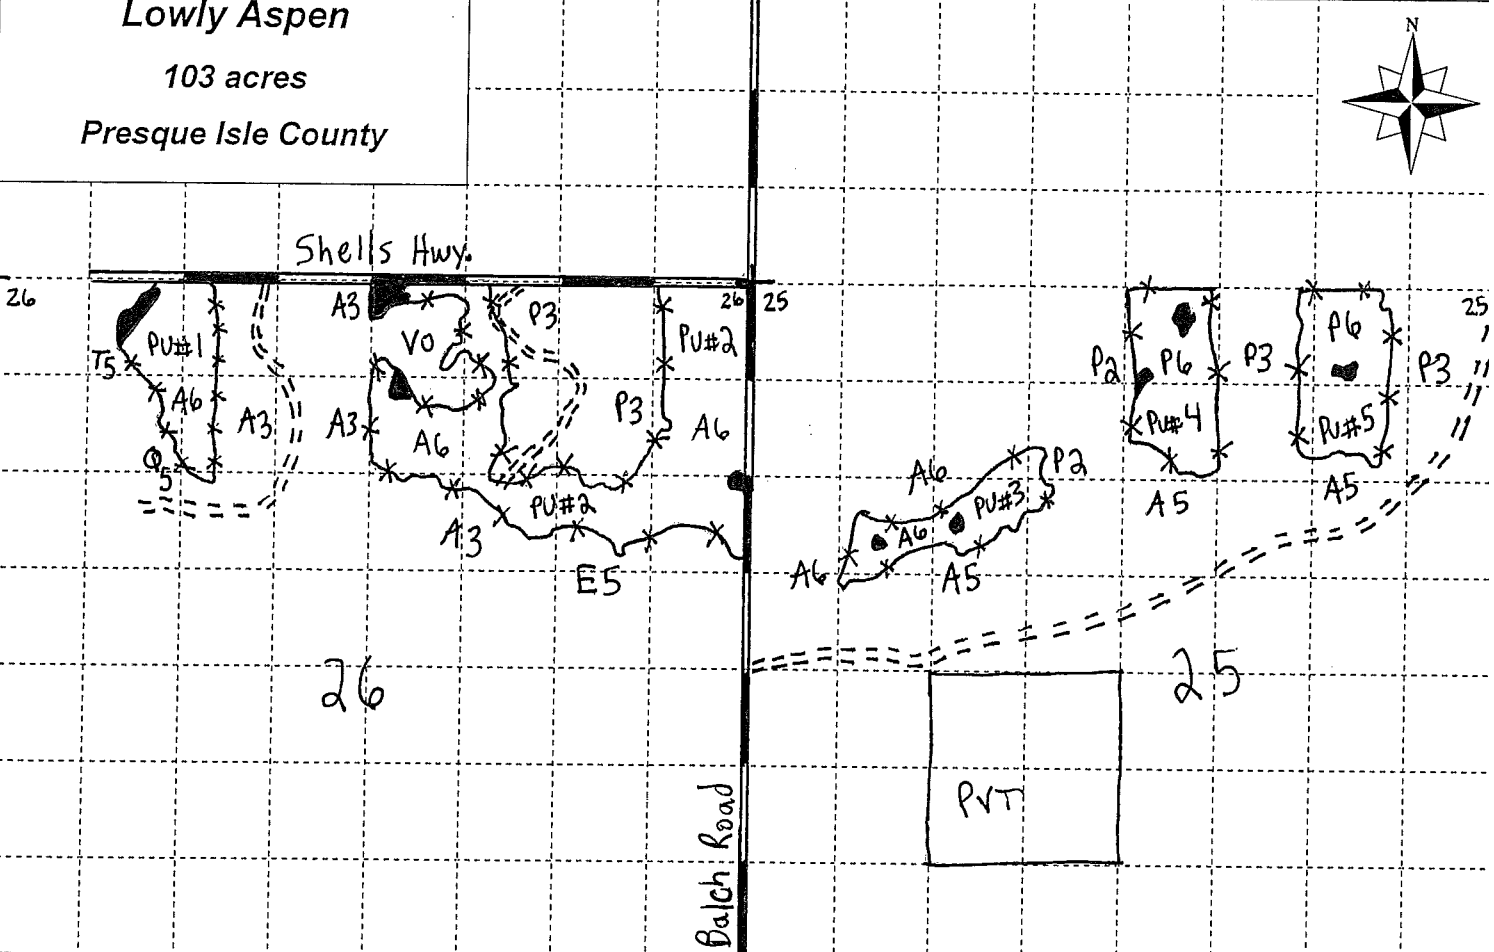 Lowly Aspen
103 acres
Presque Isle County
N
Shells Hwy.
26
A3
P3
26
25
25
PU#1
VO
PU#2
P6
T5
P2
P6
P3
P3
A6
A3
A3
A6
P3
A6
PU#4
PU#5
Q5
A6
P2
A5
A5
PU#2
PU#3
A6
A3
E5
A6
A5
26
25
PVT
Balch Road